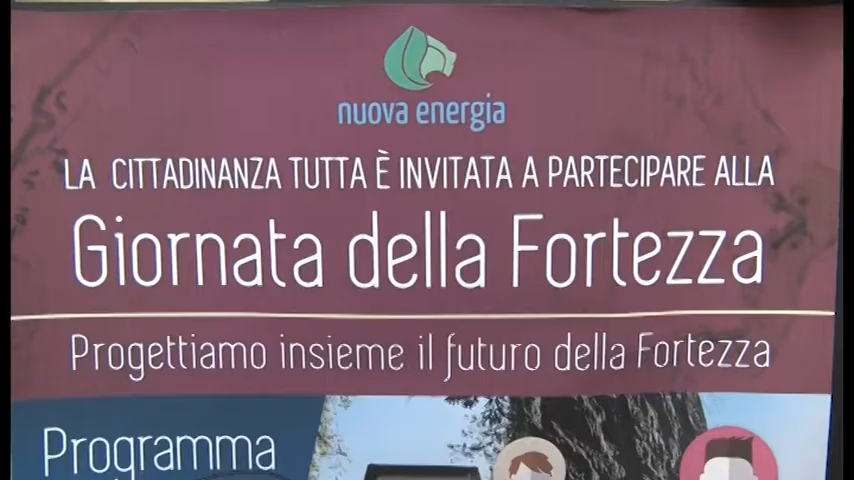 nuova energia
LA CITTADINANZA TUTTA È INVITATA A PARTECIPARE ALLA
Giornata della Fortezza
Progettiamo insieme il futuro della Fortezza
Programma